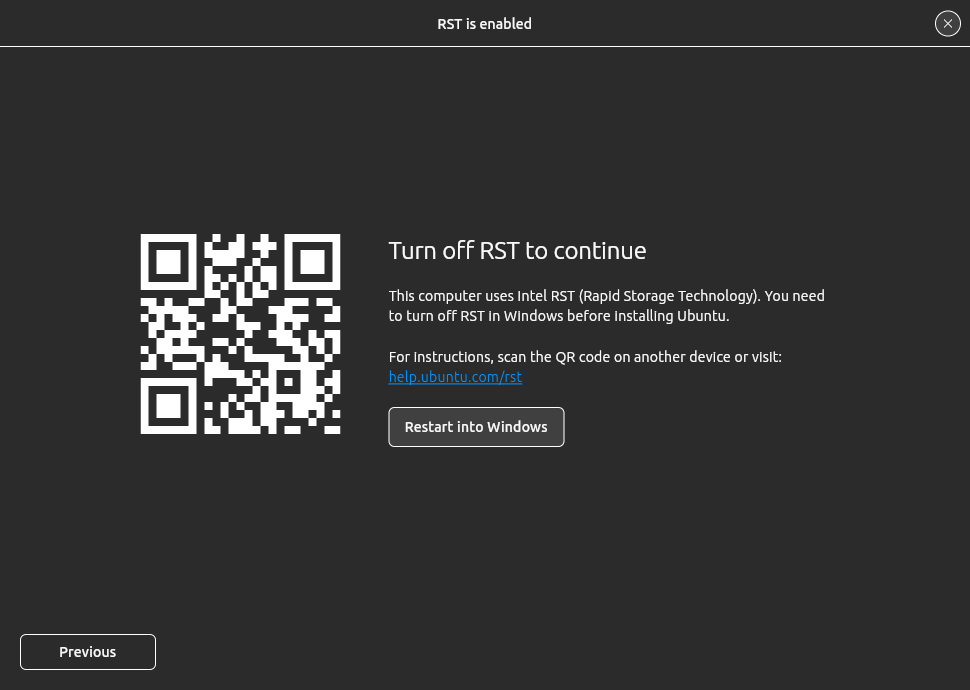 RST is enabled
Turn off RST to continue
This computer uses Intel RST (Rapid Storage Technology). You need
to turn off RST in Windows before installing Ubuntu.
For instructions, scan the QR code on another device or visit:
help.ubuntu.com/rst
Restart into Windows
Previous